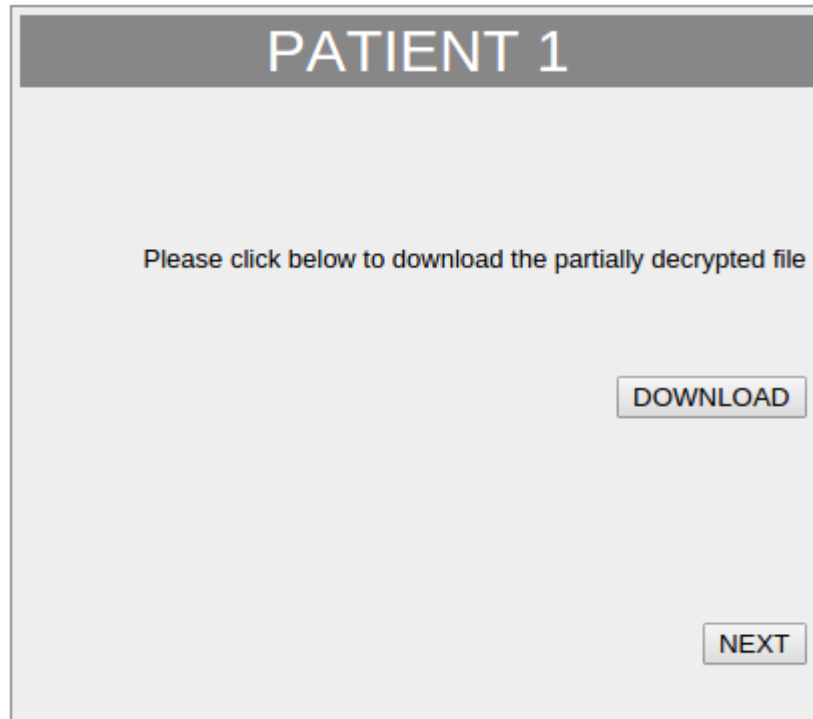 PATIENT 1
Please click below to download the partially decrypted file
DOWNLOAD
NEXT